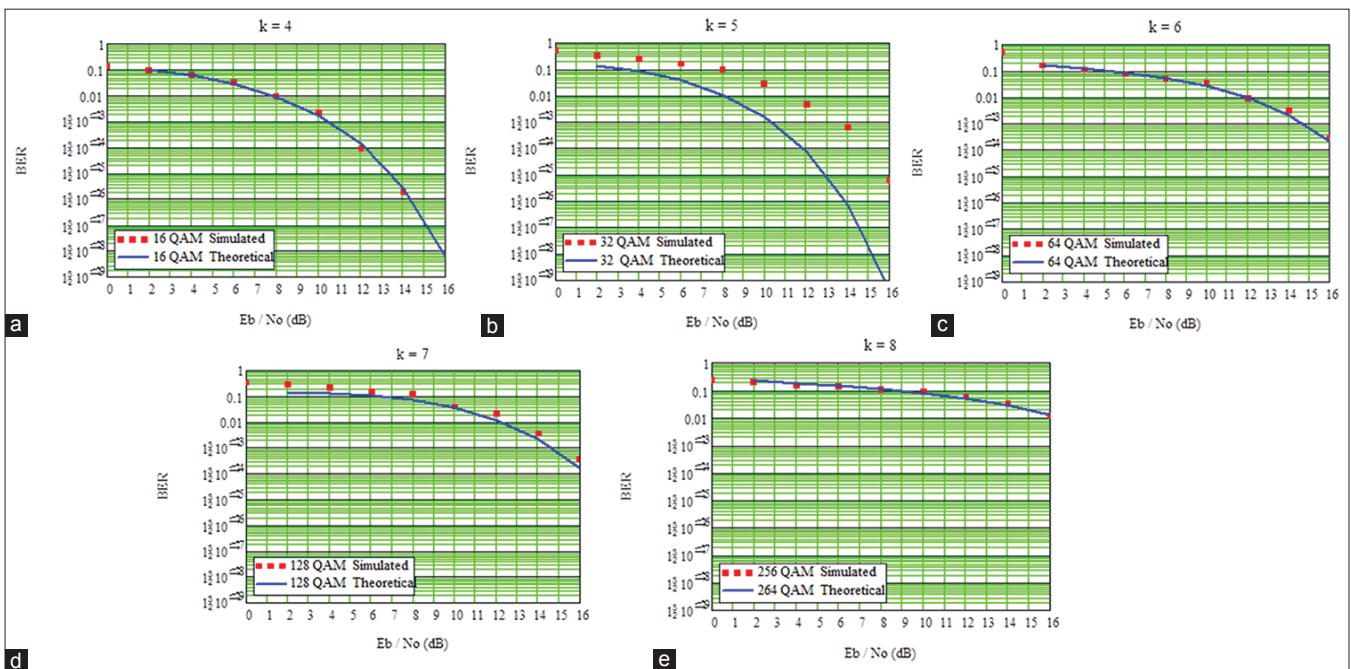 k = 4
1
0.1
0.01
BER
16 QAM Simulated
16 QAM Theoretical
0 1 2 3 4 5 6 7 8 9 10 11 12 13 14 15 16
Eb / No (dB)
a
k = 5
1
0.1
0.01
BER
32 QAM Simulated
32 QAM Theoretical
0 1 2 3 4 5 6 7 8 9 10 11 12 13 14 15 16
Eb / No (dB)
b
k = 6
1
0.1
0.01
BER
64 QAM Simulated
64 QAM Theoretical
0 1 2 3 4 5 6 7 8 9 10 11 12 13 14 15 16
Eb / No (dB)
c
k = 7
1
0.1
0.01
BER
128 QAM Simulated
128 QAM Theoretical
0 1 2 3 4 5 6 7 8 9 10 11 12 13 14 15 16
Eb / No (dB)
d
k = 8
1
0.1
0.01
BER
256 QAM Simulated
264 QAM Theoretical
0 1 2 3 4 5 6 7 8 9 10 11 12 13 14 15 16
Eb / No (dB)
e